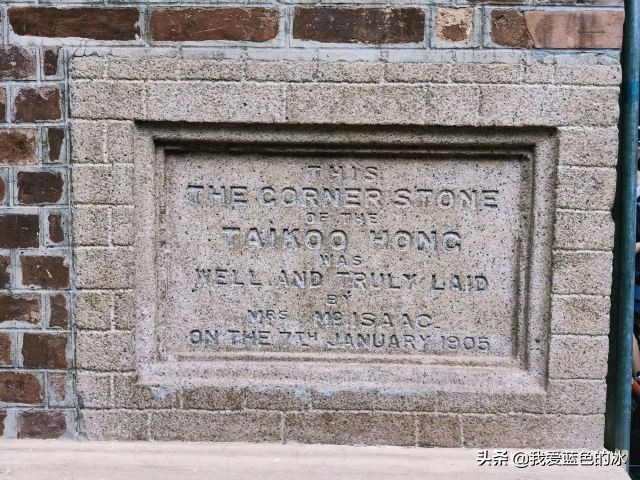 THIS
THE CORNER STONE
OF THE
TAIKOO HONG
WAS
WELL AND TRULY LAID
BY
MRS MC ISAAC.
ON THE 7TH JANUARY 1905
头条 @我爱蓝色的冰